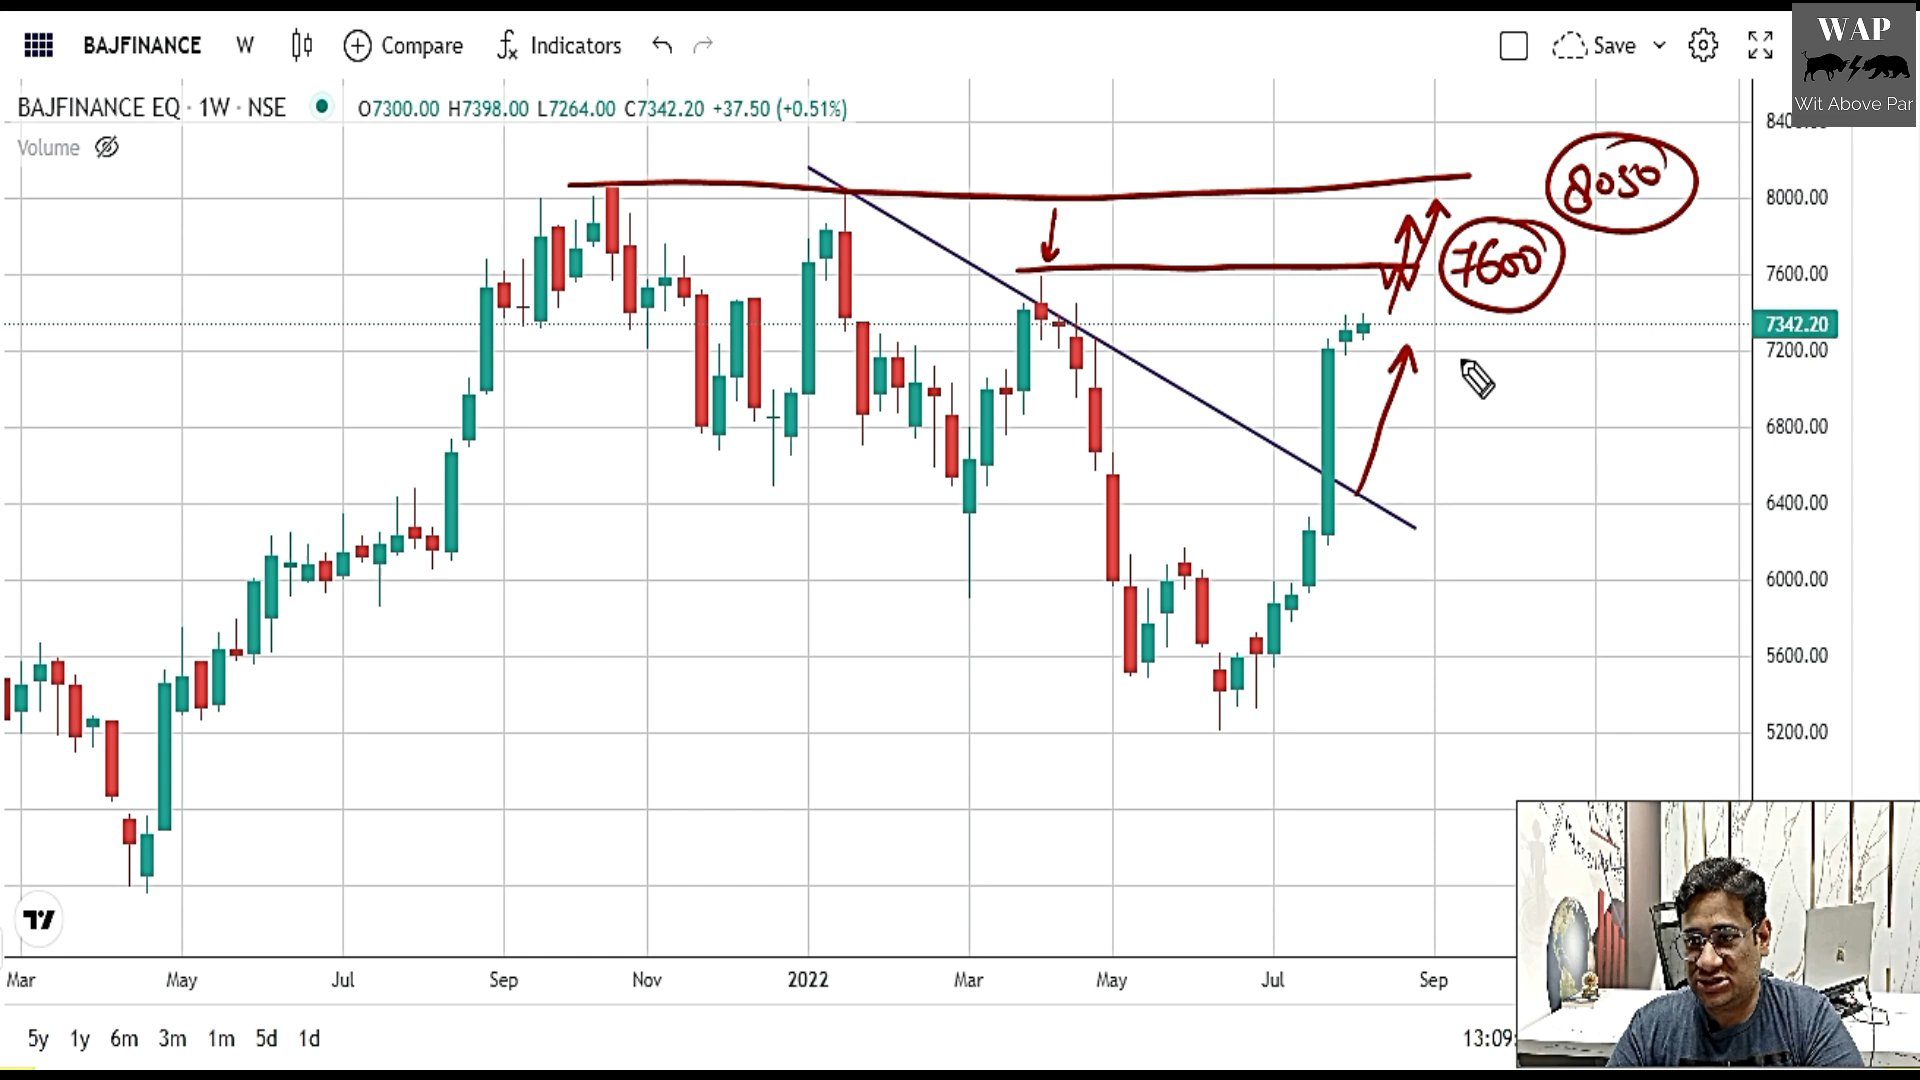 BAJFINANCE W Compare Indicators Save
WAP
Wit Above Par
BAJFINANCE EQ · 1W · NSE O7300.00 H7398.00 L7264.00 C7342.20 +37.50 (+0.51%)
Volume
8050
8000.00
7600
7600.00
7342.20
7200.00
6800.00
6400.00
6000.00
5600.00
5200.00
Mar May Jul Sep Nov 2022 Mar May Jul Sep
5y 1y 6m 3m 1m 5d 1d 13:09: